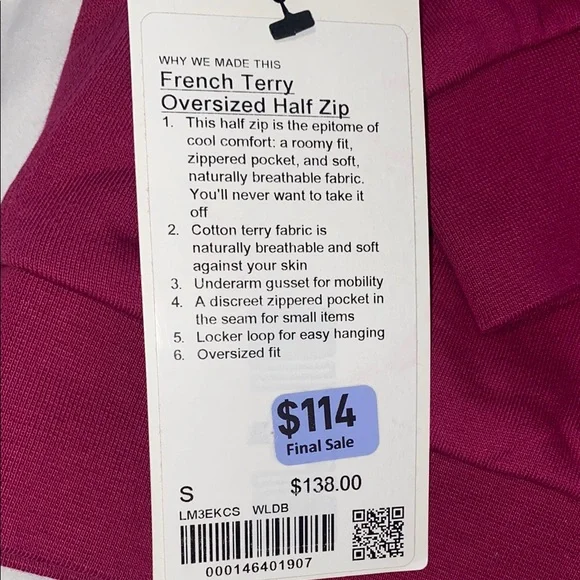 WHY WE MADE THIS
French Terry
Oversized Half Zip
1. This half zip is the epitome of
cool comfort: a roomy fit,
zippered pocket, and soft,
naturally breathable fabric.
You'll never want to take it
off
2. Cotton terry fabric is
naturally breathable and soft
against your skin
3. Underarm gusset for mobility
4. A discreet zippered pocket in
the seam for small items
5. Locker loop for easy hanging
6. Oversized fit
$114
Final Sale
S $138.00
LM3EKCS WLDB
000146401907